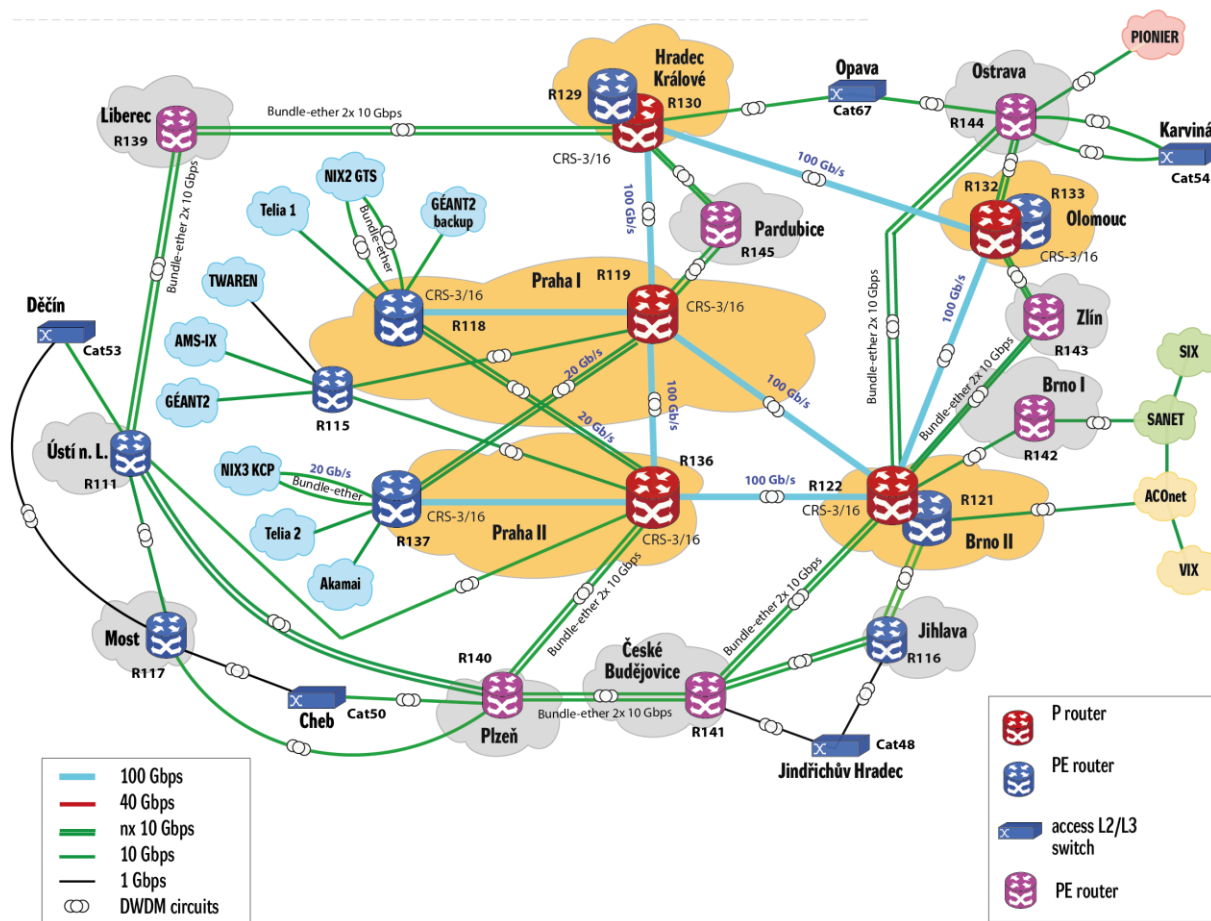 PIONIER
Hradec
Králové
R129
R130
CRS-3/16
Opava
Cat67
Ostrava
R144
Karviná
Cat54
Liberec
R139
Bundle-ether 2x 10 Gbps
100 Gb/s
100 Gb/s
R132
R133
Olomouc
CRS-3/16
NIX2 GTS
Telia 1
GÉANT2
backup
Bundle-ether
Pardubice
R145
Bundle-ether 2x 10 Gbps
TWAREN
CRS-3/16
Praha I
R119
CRS-3/16
R118
Děčín
Cat53
AMS-IX
GÉANT2
R115
20 Gb/s
100 Gb/s
100 Gb/s
20 Gb/s
Bundle-ether 2x 10 Gbps
100 Gb/s
Zlín
R143
Bundle-ether 2x 10 Gbps
Brno I
R142
SIX
SANET
Ústí n. L.
R111
NIX3 KCP
20 Gb/s
Bundle-ether
Telia 2
Akamai
CRS-3/16
R137
Praha II
R136
CRS-3/16
100 Gb/s
R122
CRS-3/16
R121
Brno II
ACOnet
VIX
Most
R117
Cheb
Cat50
R140
Plzeň
Bundle-ether 2x 10 Gbps
Bundle-ether 2x 10 Gbps
České
Budějovice
R141
Bundle-ether 2x 10 Gbps
Jihlava
R116
Cat48
Jindřichův Hradec
100 Gbps
40 Gbps
nx 10 Gbps
10 Gbps
1 Gbps
DWDM circuits
P router
PE router
access L2/L3
switch
PE router